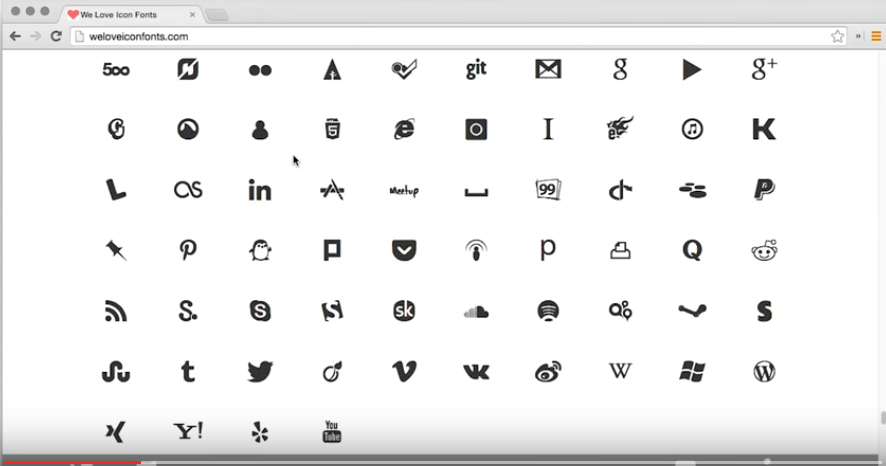 We Love Icon Fonts
weloveiconfonts.com
500 git g g+
in Meetup 99
p Q
S sk S
t W
Y!
You Tube